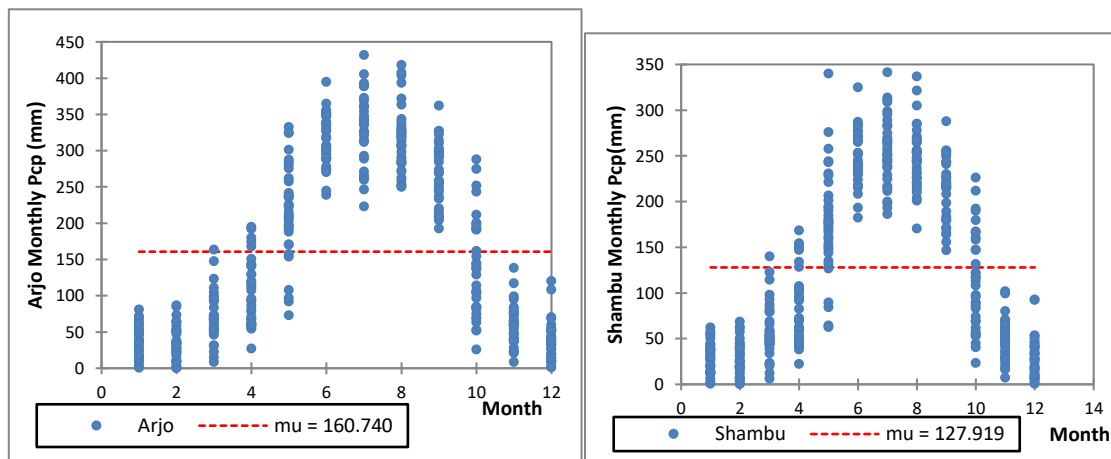 Arjo Monthly Pcp (mm)
450
400
350
300
250
200
150
100
50
0
0 2 4 6 8 10 12
Month
Arjo mu = 160.740
Shambu Monthly Pcp(mm)
350
300
250
200
150
100
50
0
0 2 4 6 8 10 12 14
Shambu mu = 127.919
Month